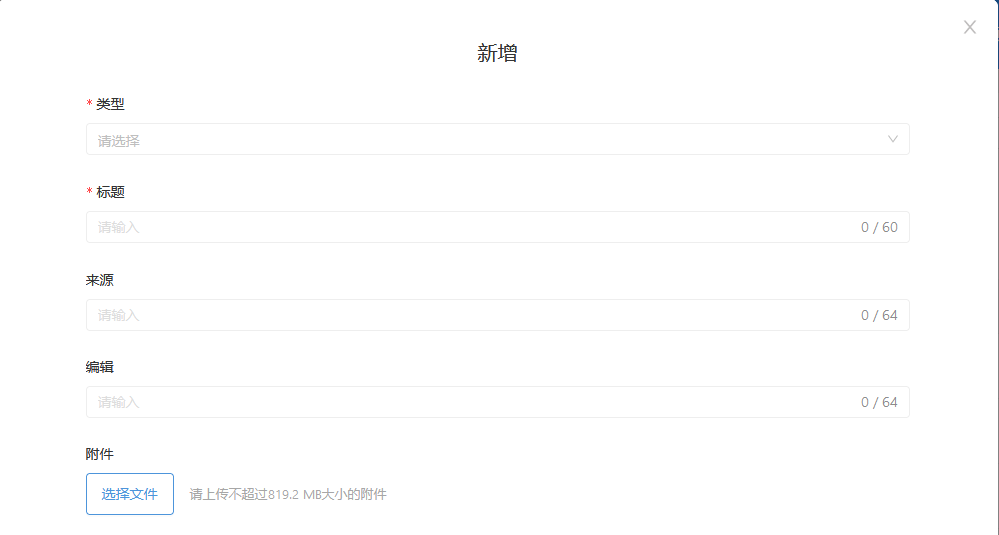 新增
* 类型
请选择
* 标题
请输入 0 / 60
来源
请输入 0 / 64
编辑
请输入 0 / 64
附件
选择文件 请上传不超过819.2 MB大小的附件